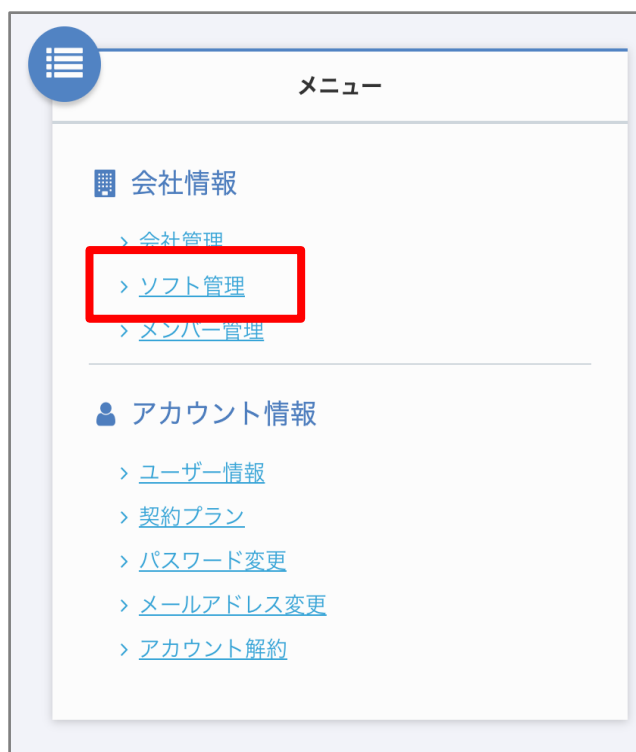 メニュー
会社情報
会社管理
ソフト管理
メンバー管理
アカウント情報
ユーザー情報
契約プラン
パスワード変更
メールアドレス変更
アカウント解約